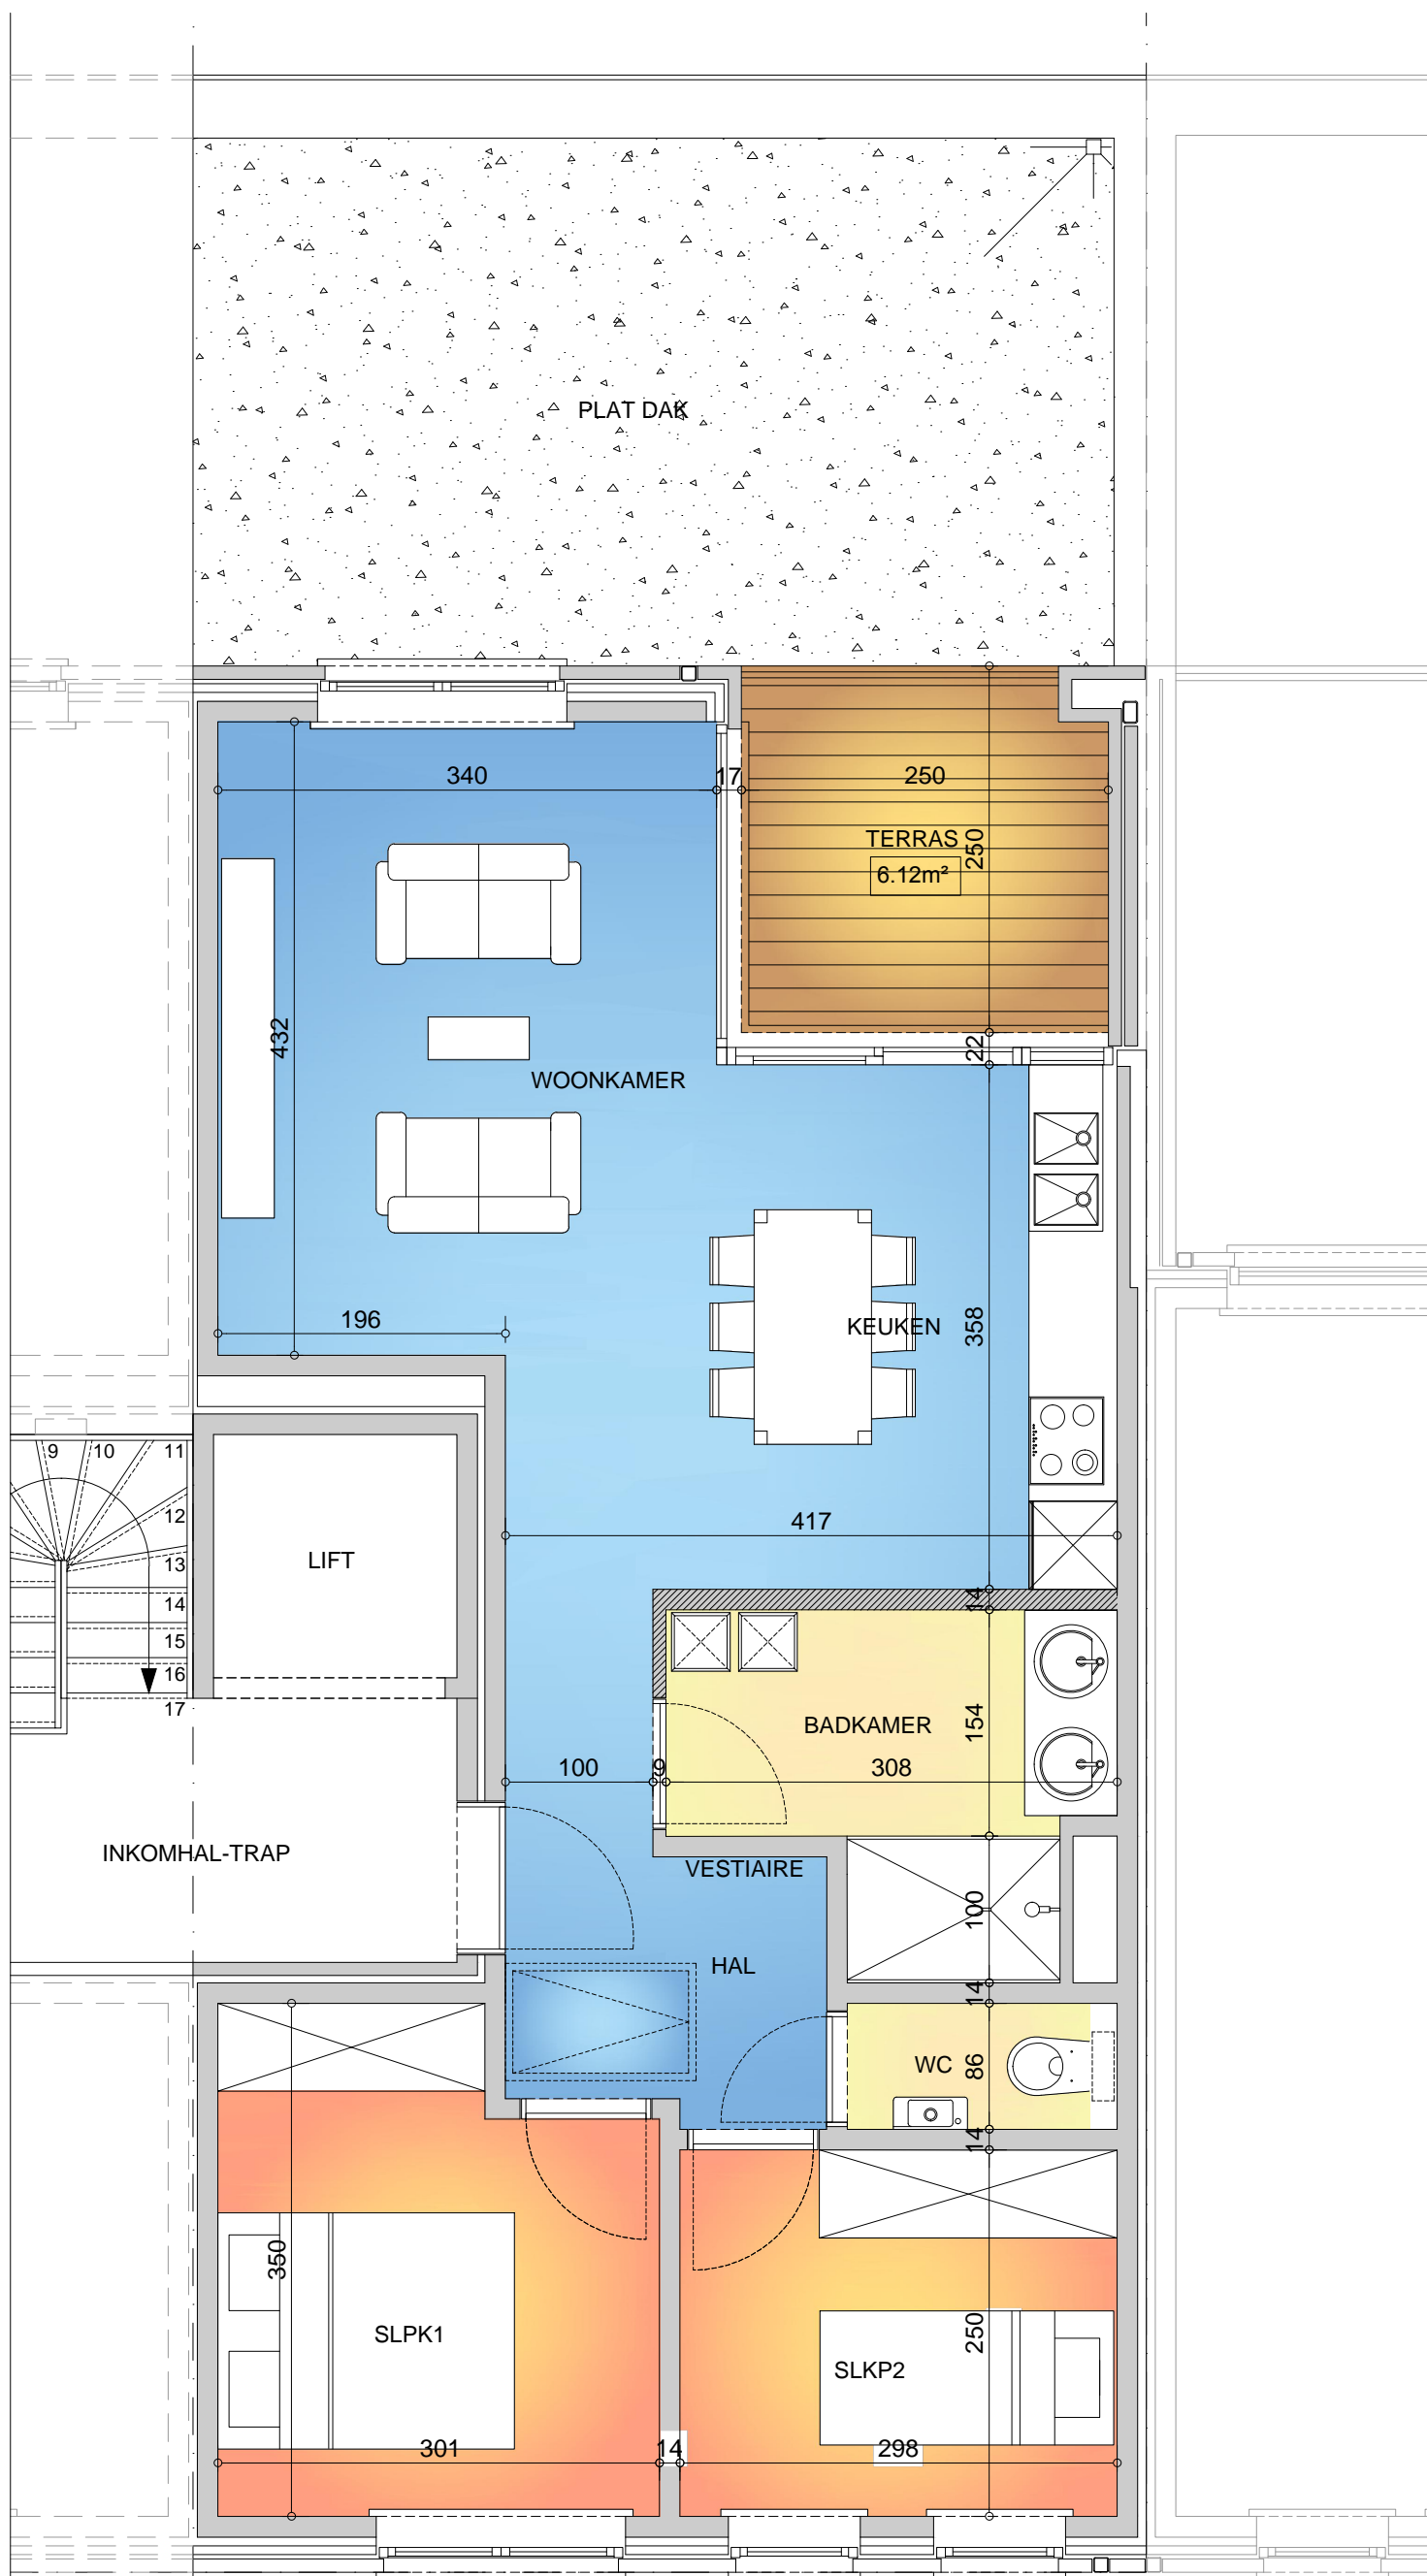 PLAT DAK
340
17
250
TERRAS
250
6.12m²
432
22
WOONKAMER
196
KEUKEN
358
9
10
11
12
13
14
15
16
17
LIFT
417
14
BADKAMER
154
100
9
308
INKOMHAL-TRAP
VESTIAIRE
100
HAL
14
WC
86
14
350
SLPK1
250
SLKP2
301
14
298